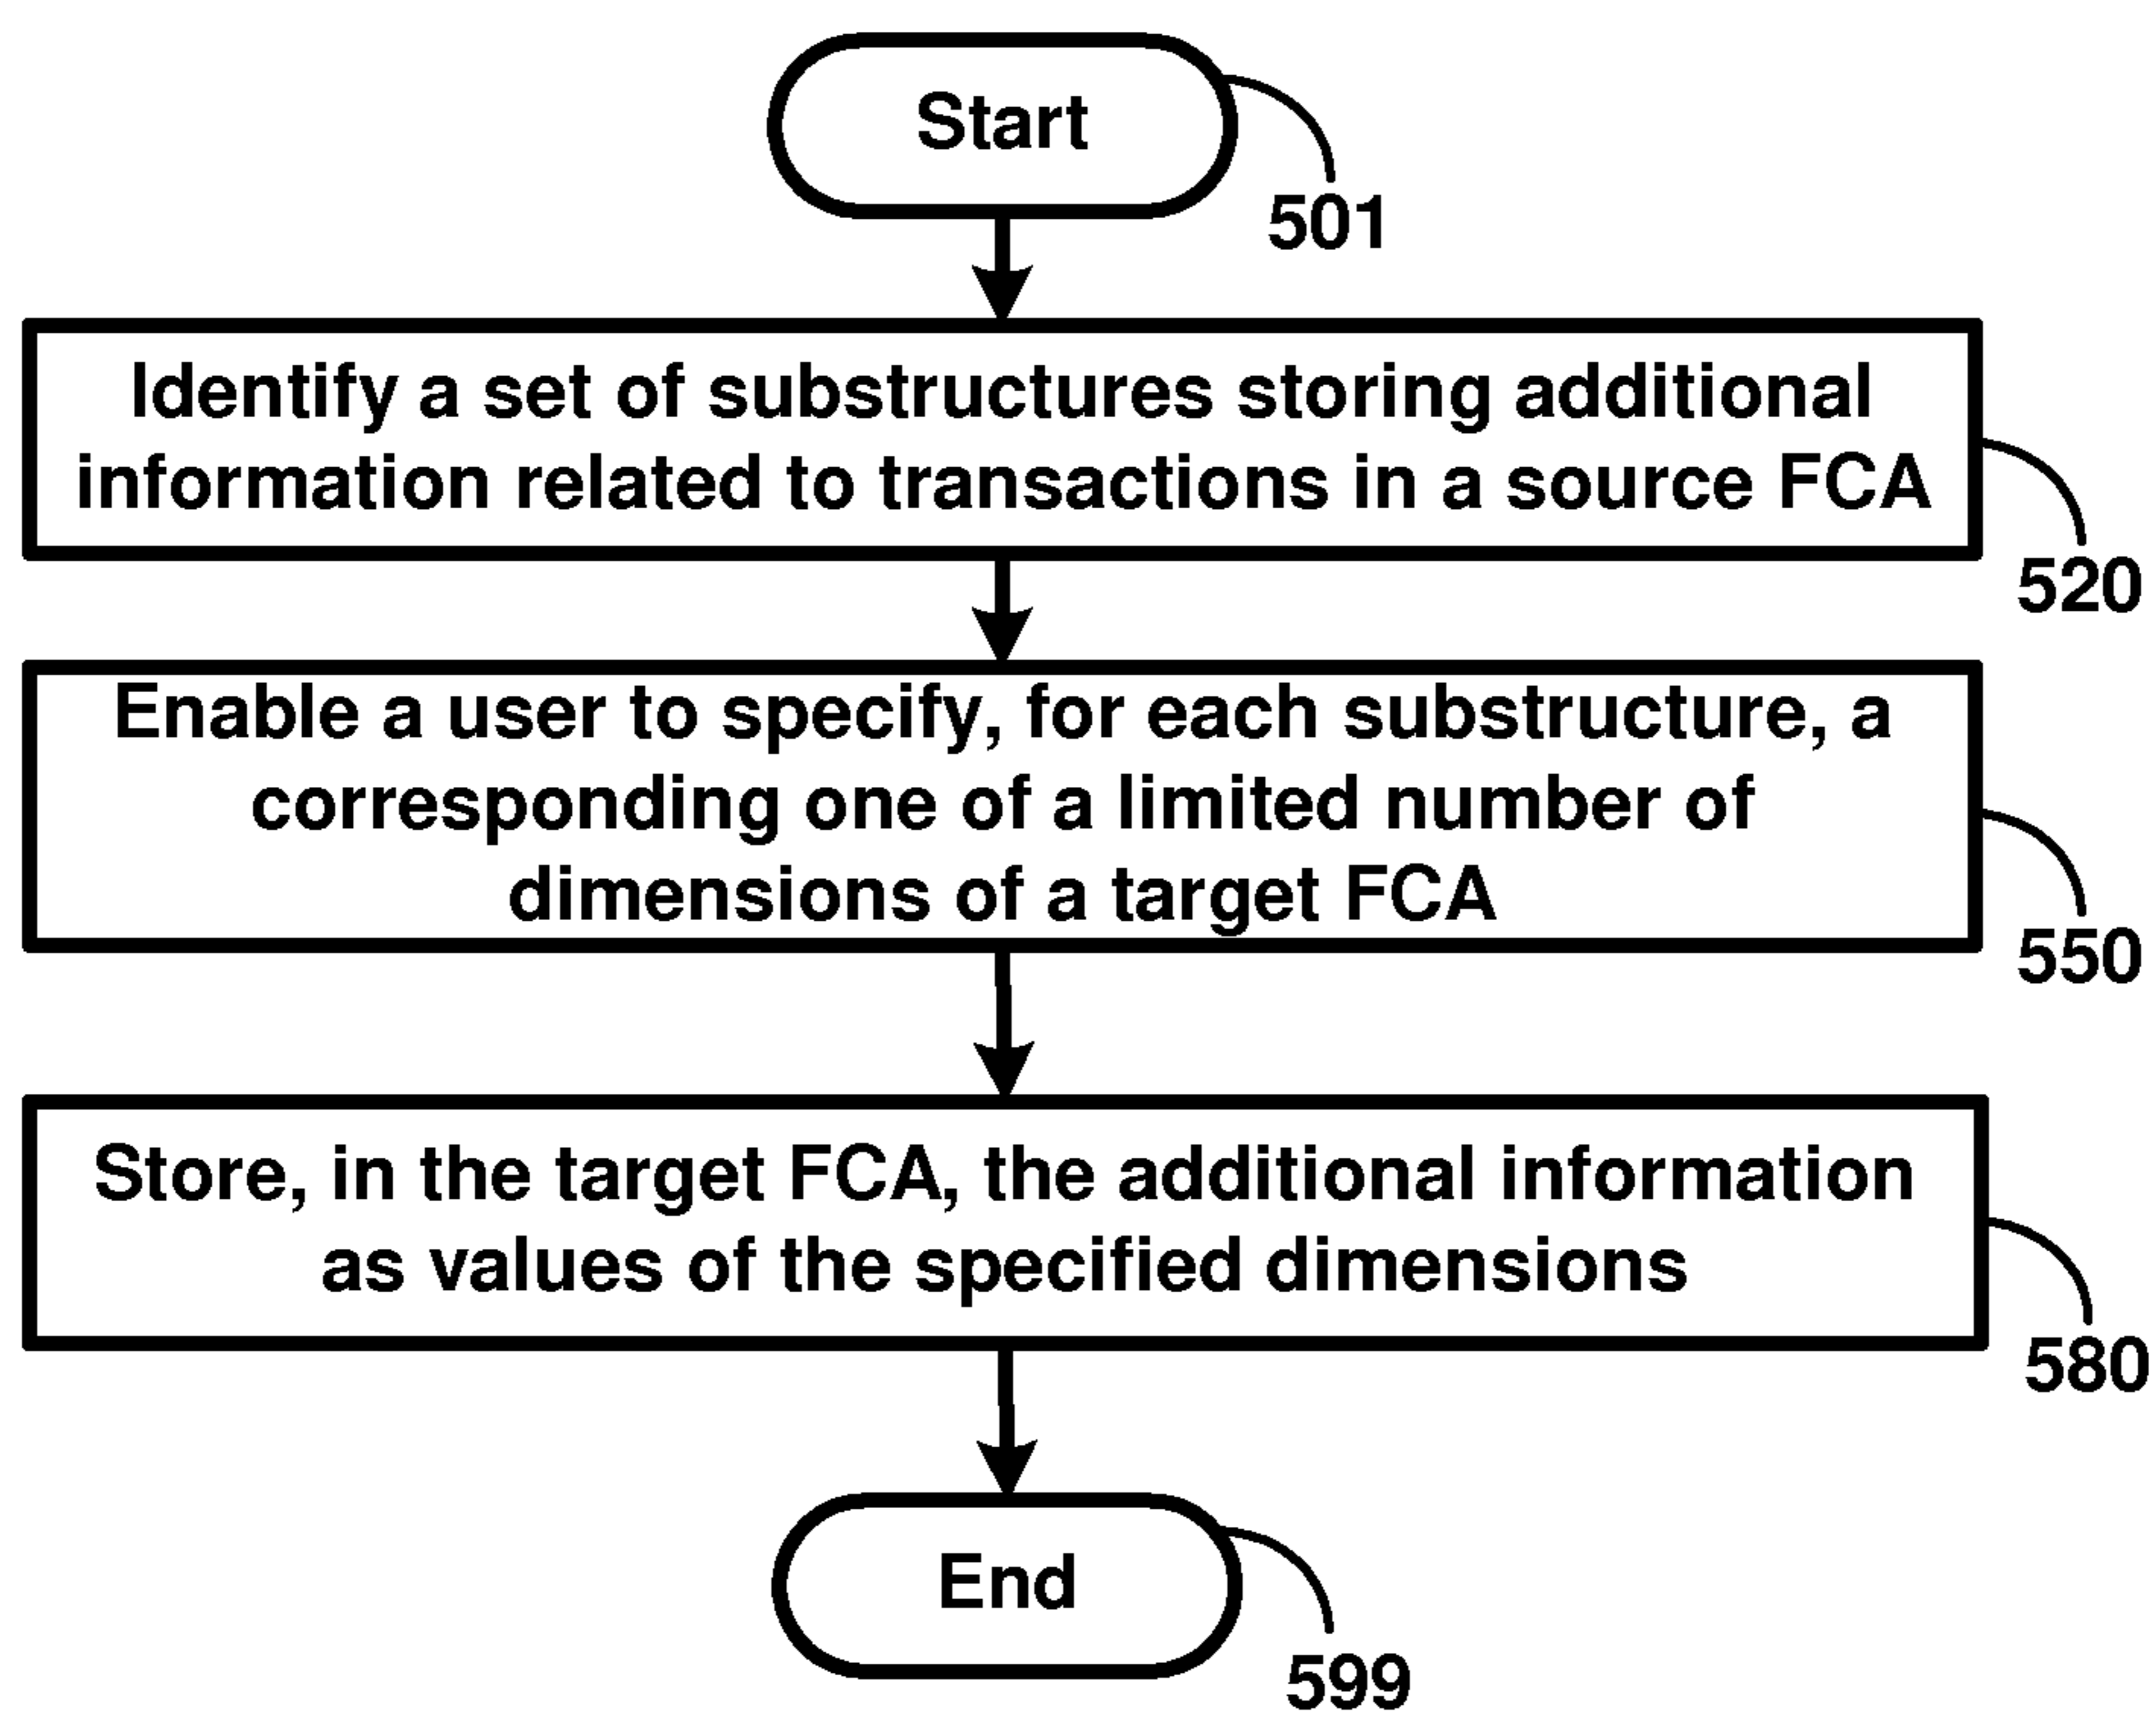 Start
501
Identify a set of substructures storing additional
information related to transactions in a source FCA
520
Enable a user to specify, for each substructure, a
corresponding one of a limited number of
dimensions of a target FCA
550
Store, in the target FCA, the additional information
as values of the specified dimensions
580
End
599